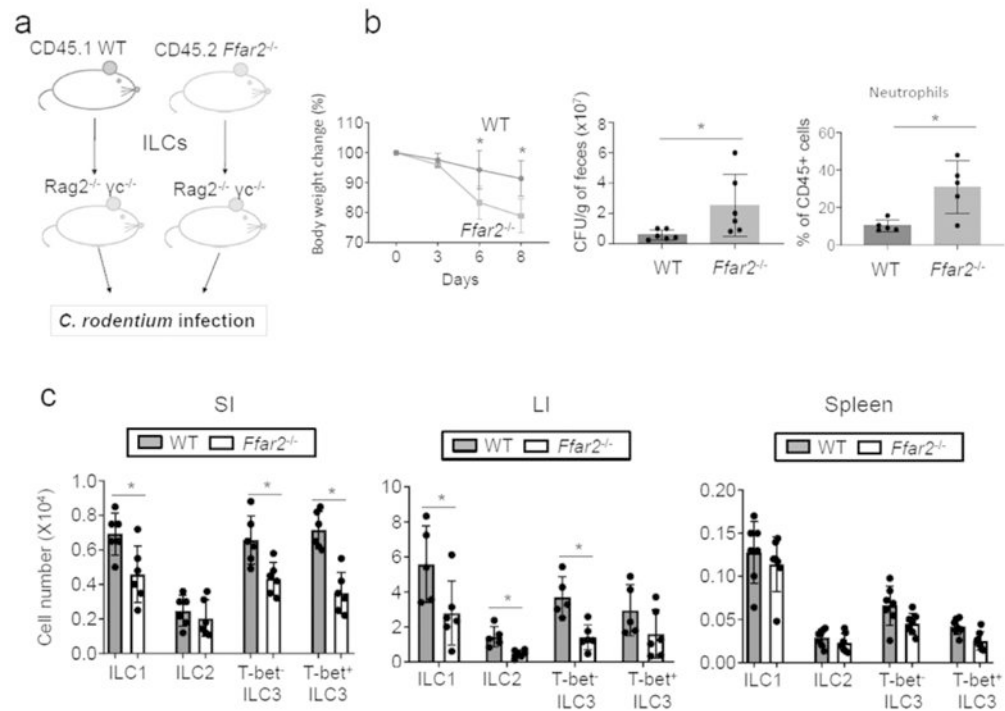 a
CD45.1 WT
CD45.2 Ffar2-/-
ILCs
Rag2-/- γc-/-
Rag2-/- γc-/-
C. rodentium infection
b
Body weight change (%)
110
100
90
80
70
WT
*
*
Ffar2-/-
0
3
6
8
Days
CFU/g of feces (x10⁷)
8
6
4
2
0
*
WT
Ffar2-/-
Neutrophils
% of CD45+ cells
60
40
20
0
*
WT
Ffar2-/-
c
SI
WT
Ffar2-/-
Cell number (X10⁴)
1.0
0.8
0.6
0.4
0.2
0
*
*
*
ILC1
ILC2
T-bet-
ILC3
T-bet+
ILC3
LI
WT
Ffar2-/-
10
8
6
4
2
0
*
*
*
ILC1
ILC2
T-bet-
ILC3
T-bet+
ILC3
Spleen
WT
Ffar2-/-
0.20
0.15
0.10
0.05
0.00
ILC1
ILC2
T-bet-
ILC3
T-bet+
ILC3